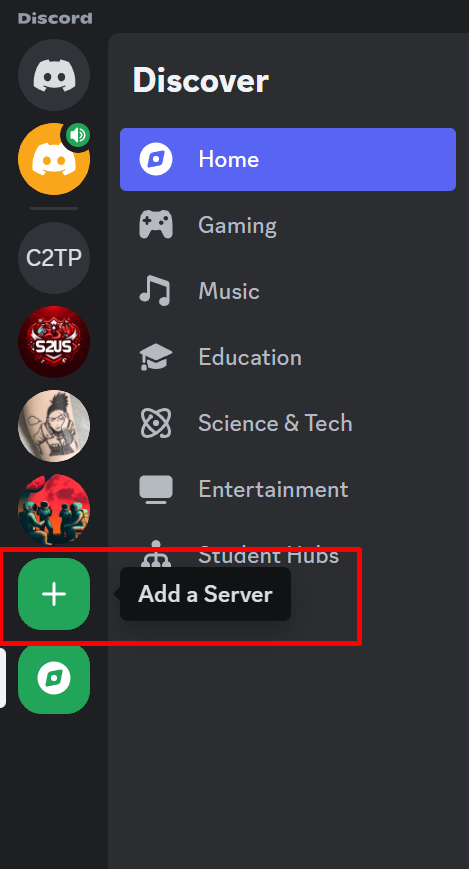 Discord
Discover
Home
Gaming
C2TP
Music
S2US
Education
Science & Tech
Entertainment
Student Hubs
Add a Server